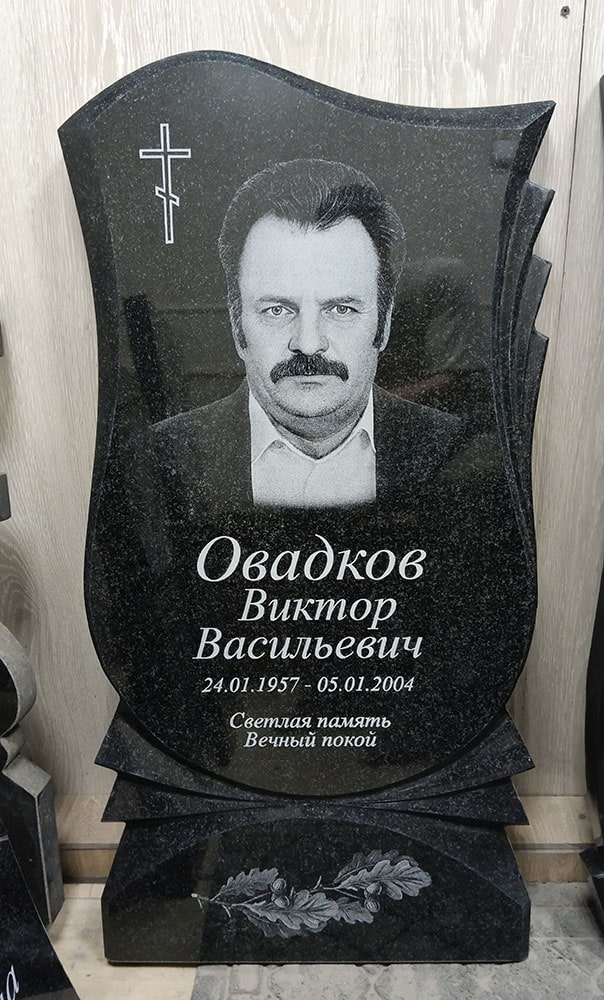 Овадков
Виктор
Васильевич
24.01.1957 - 05.01.2004
Светлая память
Вечный покой